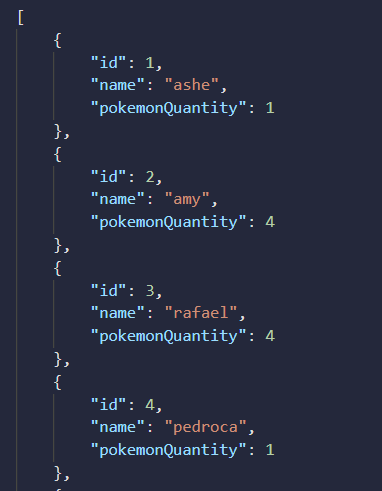 [
{
"id": 1,
"name": "ashe",
"pokemonQuantity": 1
},
{
"id": 2,
"name": "amy",
"pokemonQuantity": 4
},
{
"id": 3,
"name": "rafael",
"pokemonQuantity": 4
},
{
"id": 4,
"name": "pedroca",
"pokemonQuantity": 1
},